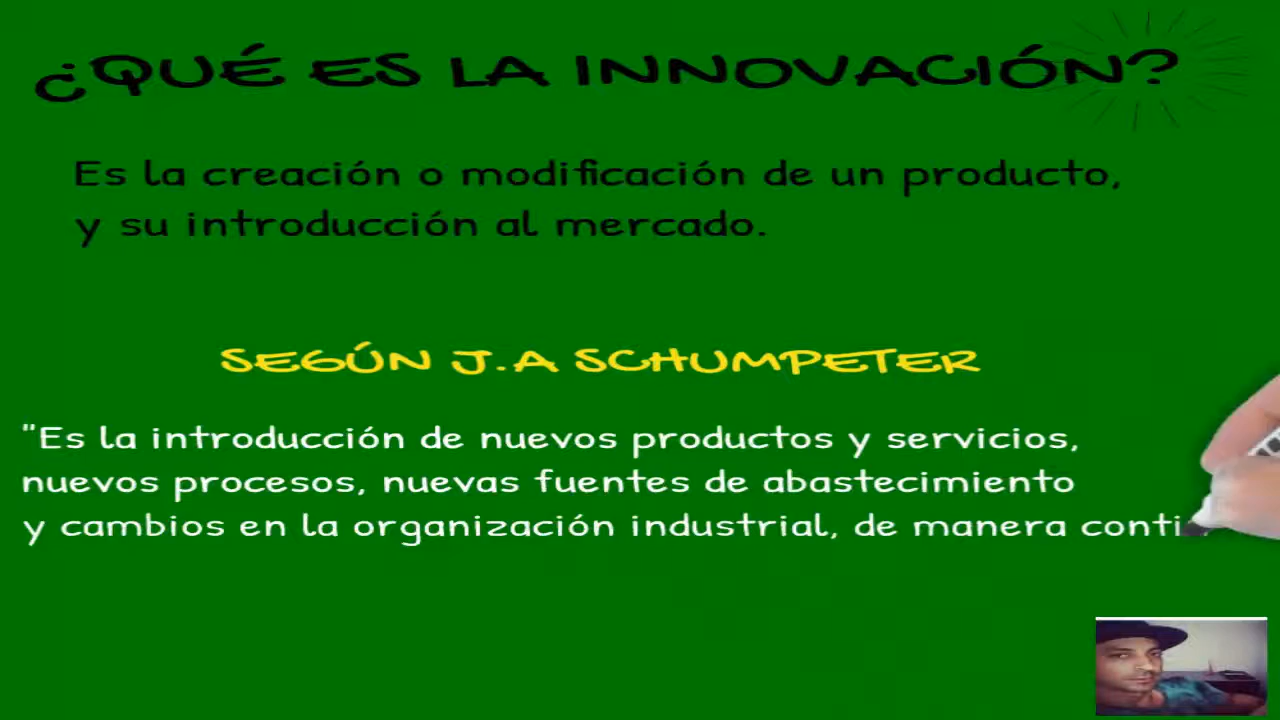 ¿QUÉ ES LA INNOVACIÓN?
Es la creación o modificación de un producto,
y su introducción al mercado.
SEGÚN J.A SCHUMPETER
"Es la introducción de nuevos productos y servicios,
nuevos procesos, nuevas fuentes de abastecimiento
y cambios en la organización industrial, de manera conti